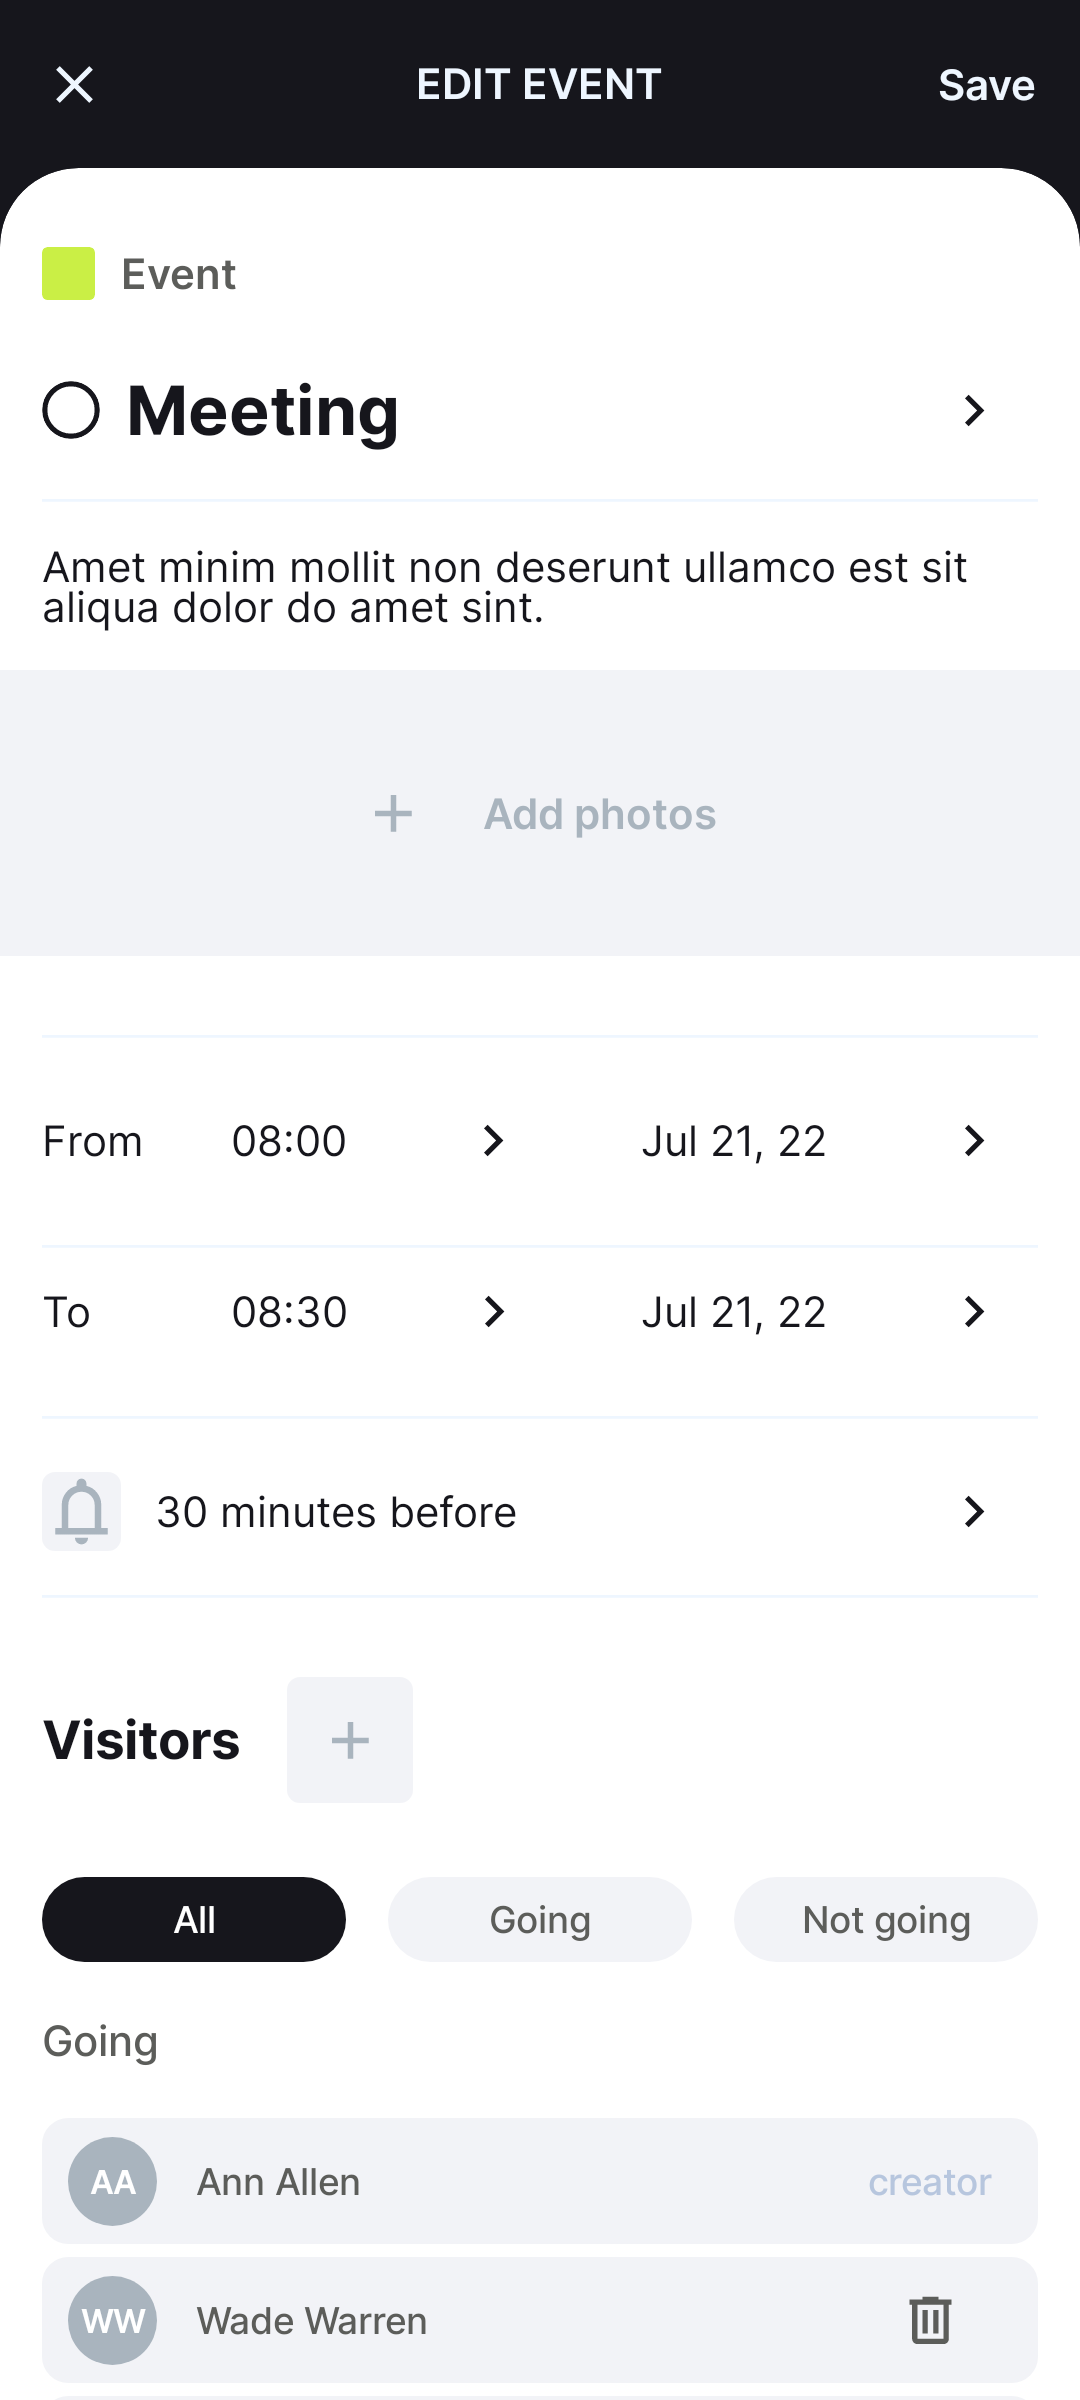 EDIT EVENT
Save
Event
Meeting
Amet minim mollit non deserunt ullamco est sit
aliqua dolor do amet sint.
Add photos
From 08:00 Jul 21, 22
To 08:30 Jul 21, 22
30 minutes before
Visitors
All Going Not going
Going
AA Ann Allen creator
WW Wade Warren